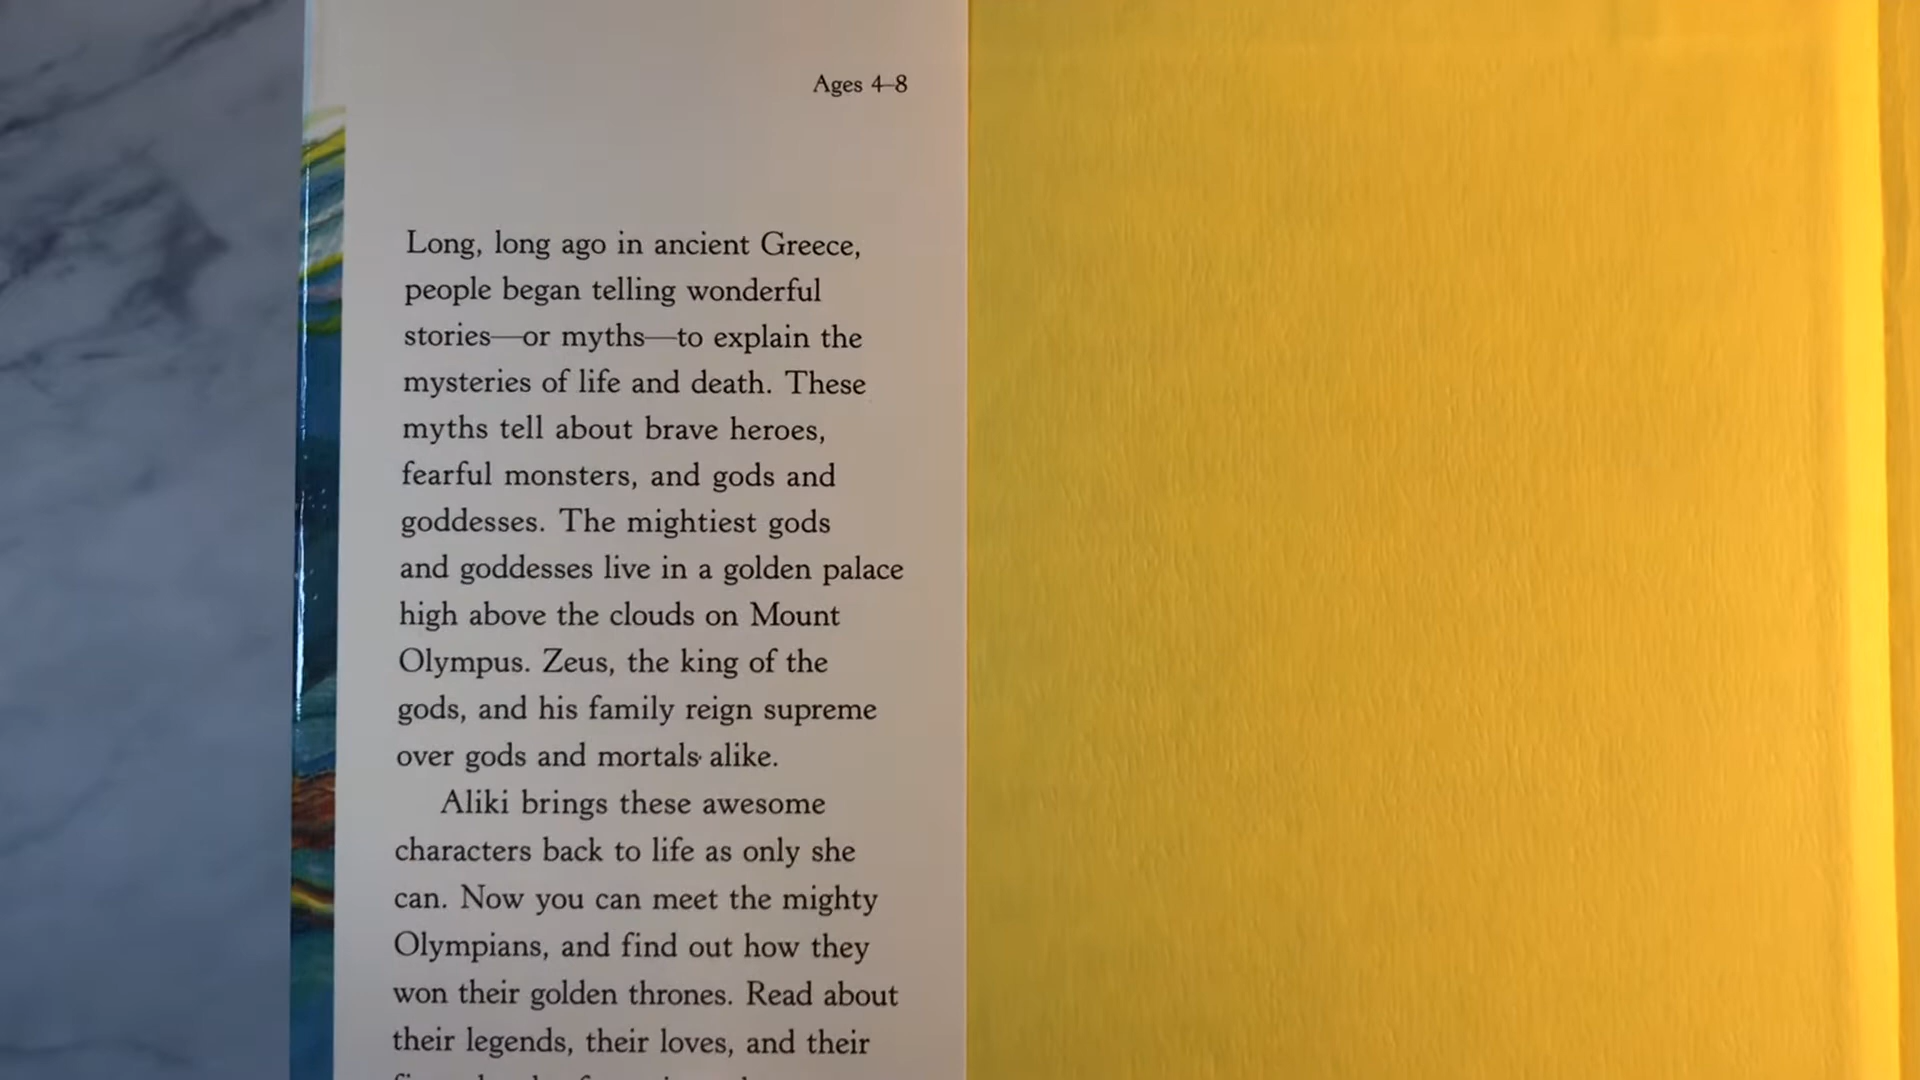 Ages 4–8
Long, long ago in ancient Greece,
people began telling wonderful
stories—or myths—to explain the
mysteries of life and death. These
myths tell about brave heroes,
fearful monsters, and gods and
goddesses. The mightiest gods
and goddesses live in a golden palace
high above the clouds on Mount
Olympus. Zeus, the king of the
gods, and his family reign supreme
over gods and mortals alike.
Aliki brings these awesome
characters back to life as only she
can. Now you can meet the mighty
Olympians, and find out how they
won their golden thrones. Read about
their legends, their loves, and their